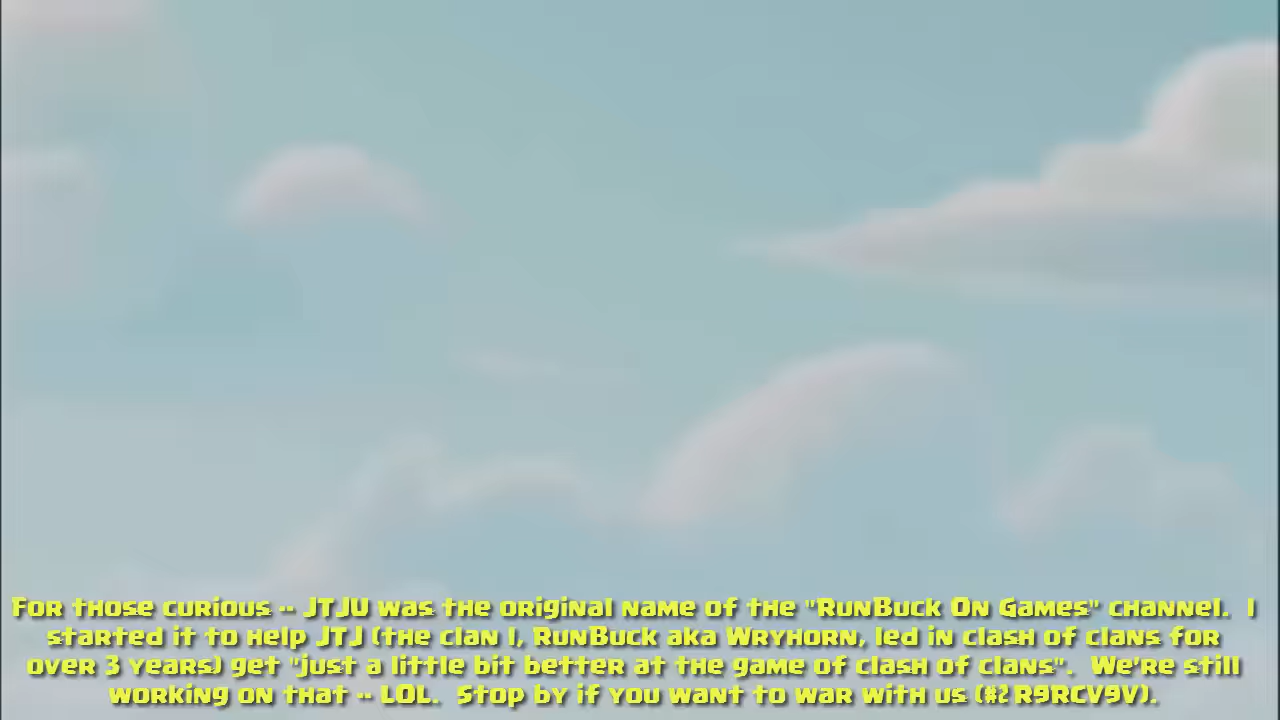 For those curious -- JTJU was the original name of the "RunBuck On Games" channel.  I
started it to help JTJ (the clan I, RunBuck aka Wryhorn, led in clash of clans for
over 3 years) get "just a little bit better at the game of clash of clans".  We're still
working on that -- LOL.  Stop by if you want to war with us (#2R9RCV9V).